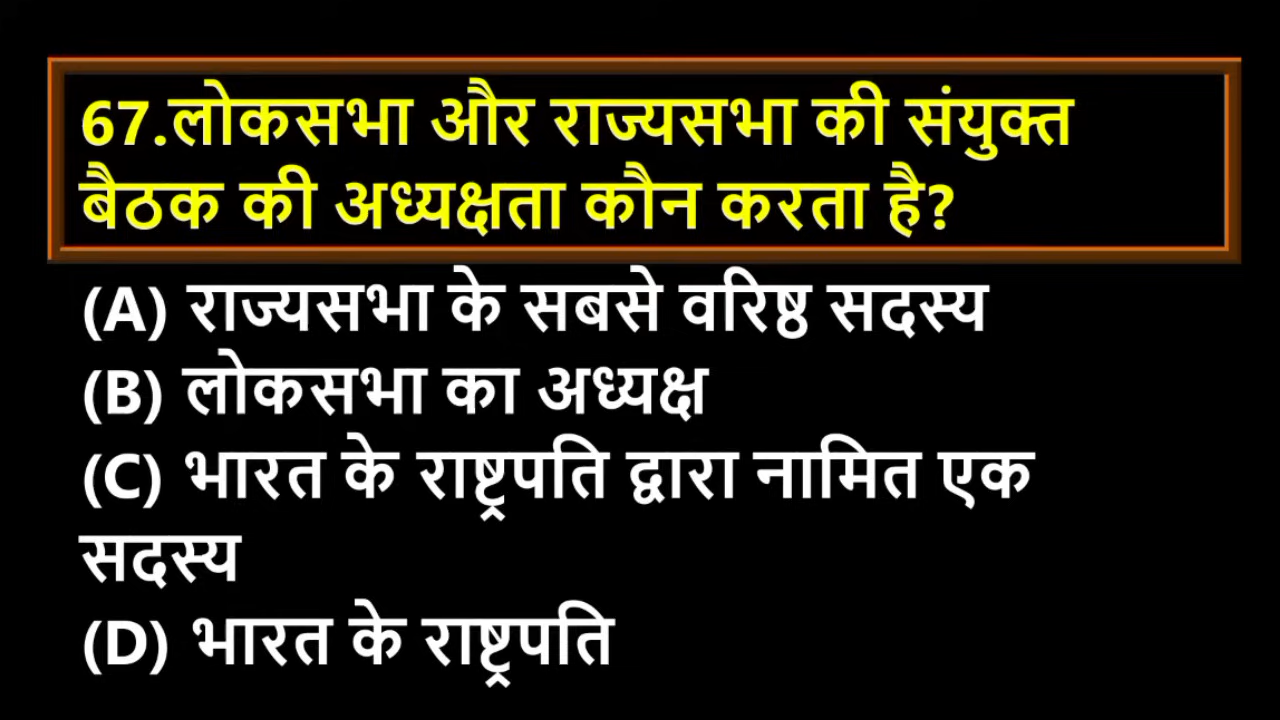 67.लोकसभा और राज्यसभा की संयुक्त
बैठक की अध्यक्षता कौन करता है?
(A) राज्यसभा के सबसे वरिष्ठ सदस्य
(B) लोकसभा का अध्यक्ष
(C) भारत के राष्ट्रपति द्वारा नामित एक
सदस्य
(D) भारत के राष्ट्रपति